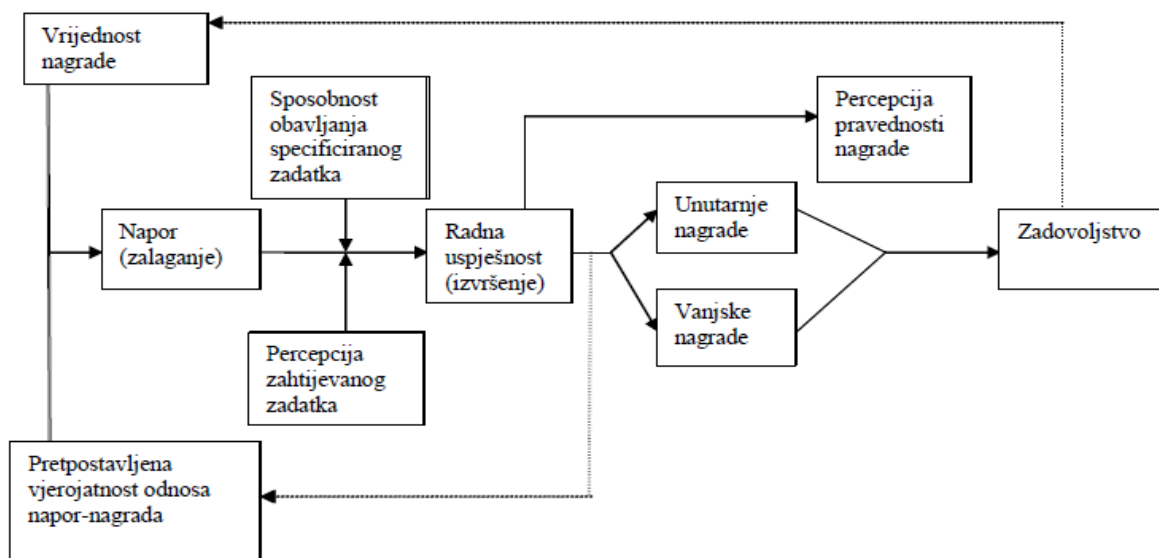 Vrijednost
nagrade
Sposobnost
obavljanja
specificiranog
zadatka
Percepcija
pravednosti
nagrade
Napor
(zalaganje)
Radna
uspješnost
(izvršenje)
Unutarnje
nagrade
Zadovoljstvo
Vanjske
nagrade
Percepcija
zahtijevanog
zadatka
Pretpostavljena
vjerojatnost odnosa
napor-nagrada